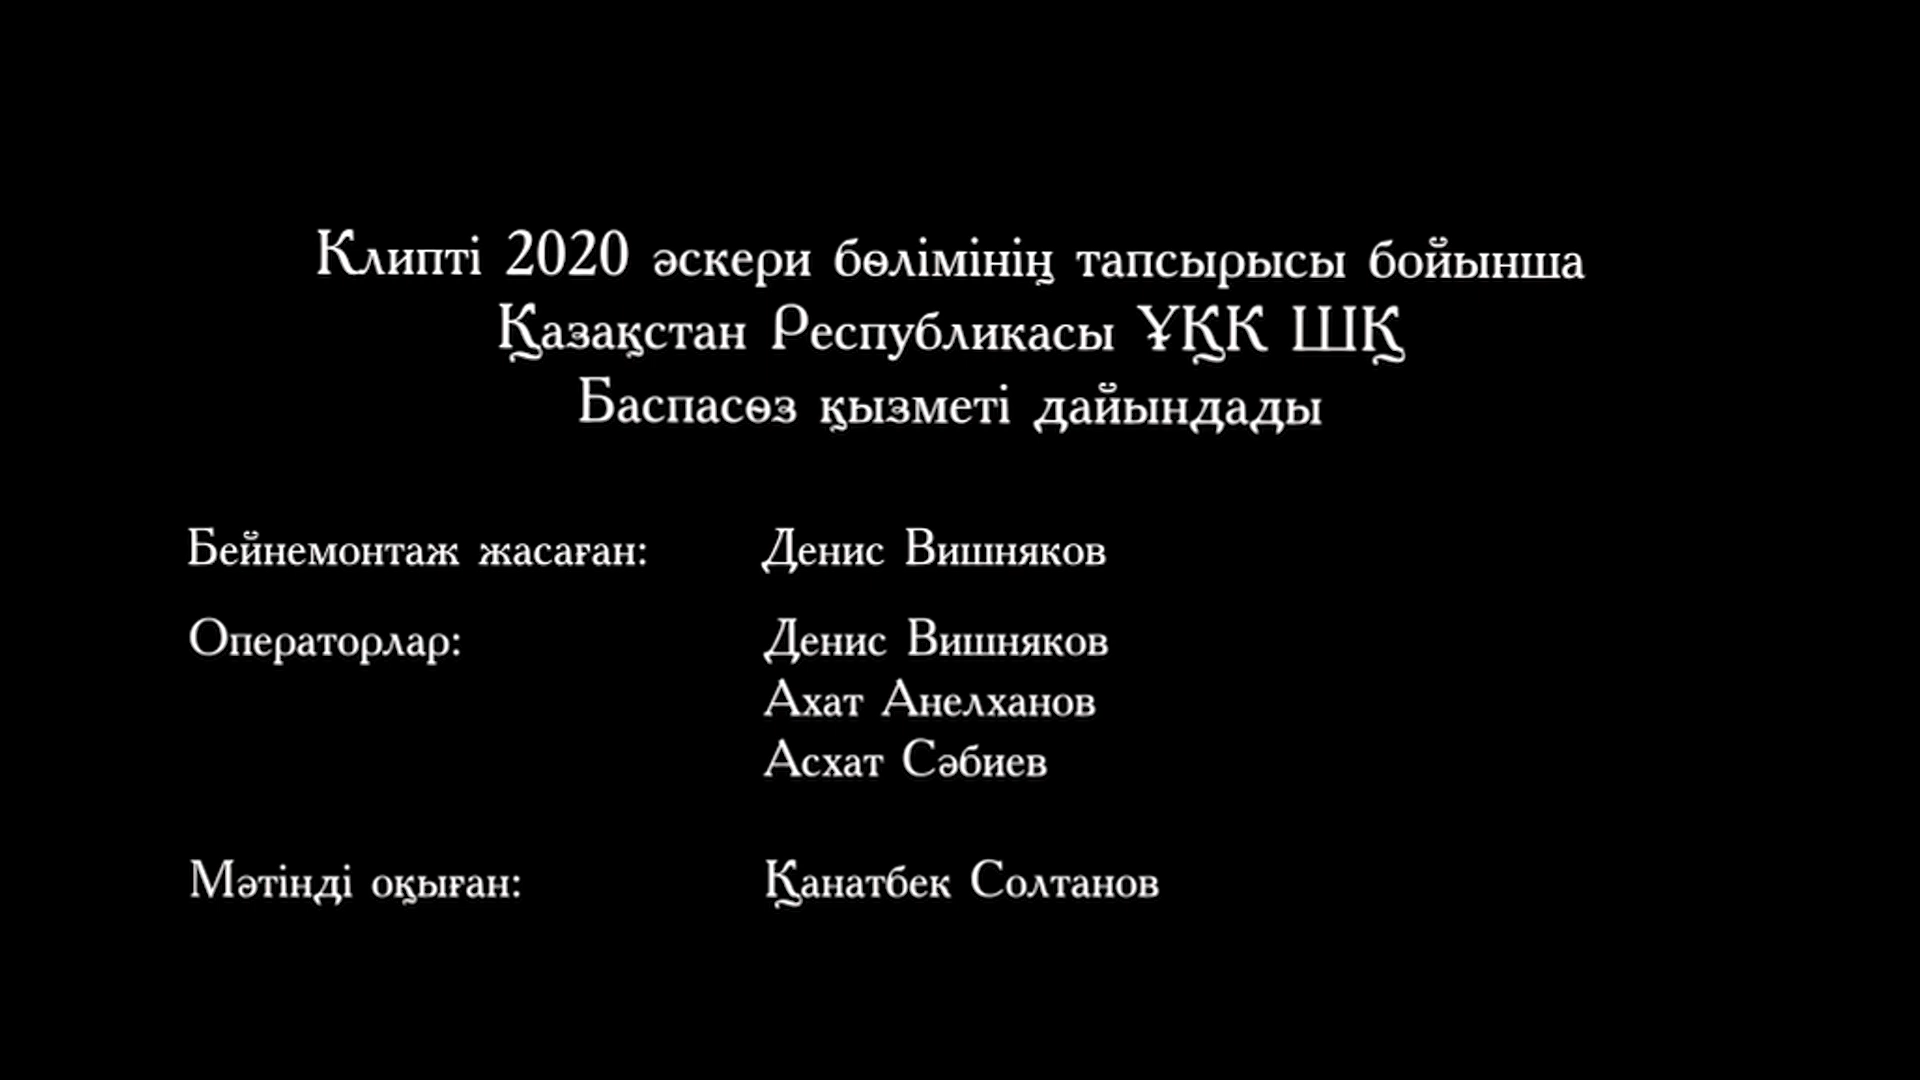 Клипті 2020 әскери бөлімінің тапсырысы бойынша
Қазақстан Республикасы ҰҚК ШҚ
Баспасөз қызметі дайындады
Бейнемонтаж жасаған: Денис Вишняков
Операторлар: Денис Вишняков
Ахат Анелханов
Асхат Сәбиев
Мәтінді оқыған: Қанатбек Солтанов